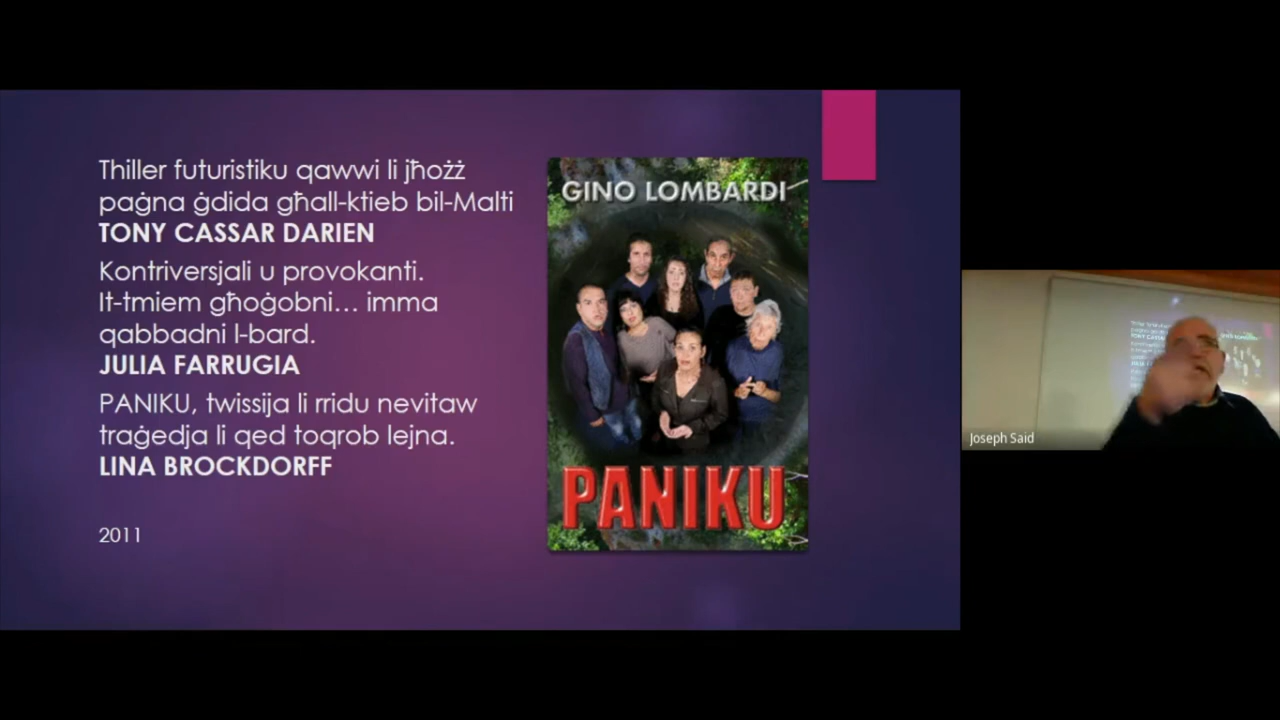 Thiller futuristiku qawwi li jħożż
paġna ġdida għall-ktieb bil-Malti
TONY CASSAR DARIEN
Kontriversjali u provokanti.
It-tmiem għoġobni... imma
qabbadni l-bard.
JULIA FARRUGIA
PANIKU, twissija li rridu nevitaw
traġedja li qed toqrob lejna.
LINA BROCKDORFF
2011
GINO LOMBARDI
PANIKU
Joseph Said